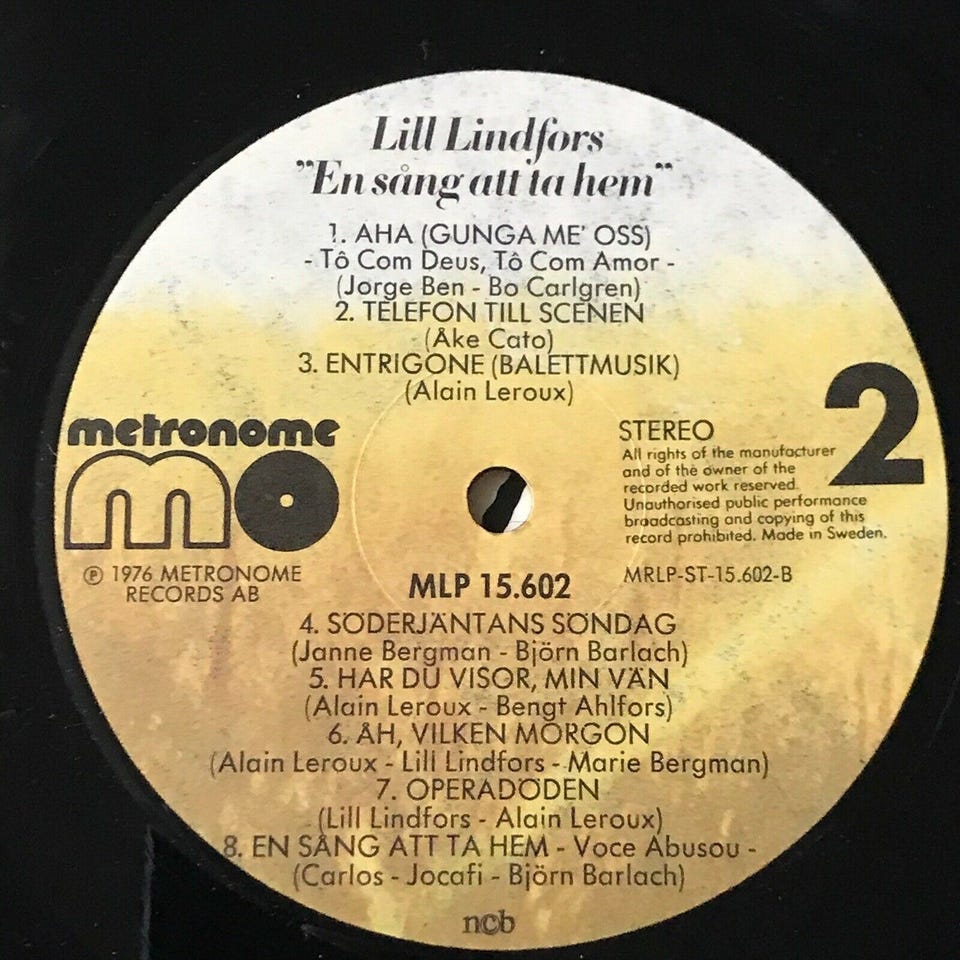 Lill Lindfors
”En sång att ta hem”
1. AHA (GUNGA ME' OSS)
- Tô Com Deus, Tô Com Amor -
(Jorge Ben - Bo Carlgren)
2. TELEFON TILL SCENEN
(Åke Cato)
3. ENTRIGONE (BALETTMUSIK)
(Alain Leroux)
metronome
mo
℗ 1976 METRONOME
RECORDS AB
2
STEREO
All rights of the manufacturer
and of the owner of the
recorded work reserved.
Unauthorised public performance
broadcasting and copying of this
record prohibited. Made in Sweden.
MLP 15.602
MRLP-ST-15.602-B
4. SÖDERJÄNTANS SÖNDAG
(Janne Bergman - Björn Barlach)
5. HAR DU VISOR, MIN VÄN
(Alain Leroux - Bengt Ahlfors)
6. ÅH, VILKEN MORGON
(Alain Leroux - Lill Lindfors - Marie Bergman)
7. OPERADÖDEN
(Lill Lindfors - Alain Leroux)
8. EN SÅNG ATT TA HEM - Voce Abusou -
(Carlos - Jocafi - Björn Barlach)
ncb